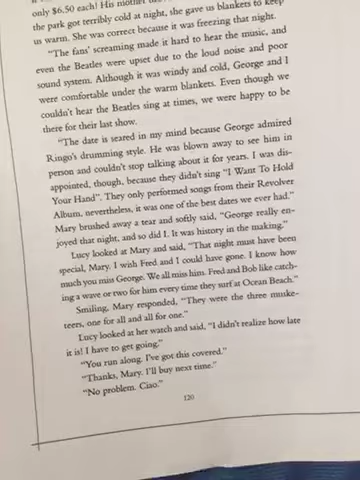 only $6.50 each! His mother
the park got terribly cold at night, she gave us blankets to keep
us warm. She was correct because it was freezing that night.
“The fans’ screaming made it hard to hear the music, and
even the Beatles were upset due to the loud noise and poor
sound system. Although it was windy and cold, George and I
were comfortable under the warm blankets. Even though we
couldn’t hear the Beatles sing at times, we were happy to be
there for their last show.
“The date is seared in my mind because George admired
Ringo’s drumming style. He was blown away to see him in
person and couldn’t stop talking about it for years. I was dis-
appointed, though, because they didn’t sing “I Want To Hold
Your Hand”. They only performed songs from their Revolver
Album, nevertheless, it was one of the best dates we ever had.”
Mary brushed away a tear and softly said, “George really en-
joyed that night, and so did I. It was history in the making.”
Lucy looked at Mary and said, “That night must have been
special, Mary. I wish Fred and I could have gone. I know how
much you miss George. We all miss him. Fred and Bob like catch-
ing a wave or two for him every time they surf at Ocean Beach.”
Smiling, Mary responded, “They were the three muske-
teers, one for all and all for one.”
Lucy looked at her watch and said, “I didn’t realize how late
it is! I have to get going.”
“You run along. I’ve got this covered.”
“Thanks, Mary. I’ll buy next time.”
“No problem. Ciao.”
120